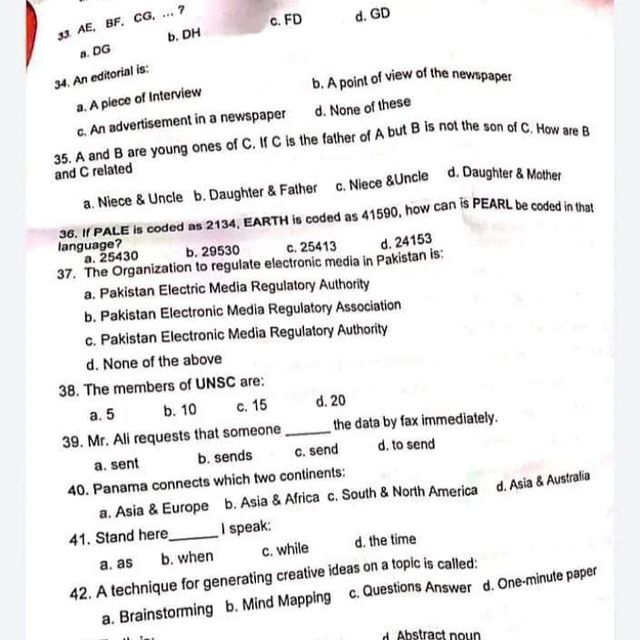 33. AE, BF, CG, ... ?
a. DG b. DH c. FD d. GD
34. An editorial is:
a. A piece of Interview b. A point of view of the newspaper
c. An advertisement in a newspaper d. None of these
35. A and B are young ones of C. If C is the father of A but B is not the son of C. How are B
and C related
a. Niece & Uncle b. Daughter & Father c. Niece &Uncle d. Daughter & Mother
36. If PALE is coded as 2134, EARTH is coded as 41590, how can is PEARL be coded in that
language?
a. 25430 b. 29530 c. 25413 d. 24153
37. The Organization to regulate electronic media in Pakistan is:
a. Pakistan Electric Media Regulatory Authority
b. Pakistan Electronic Media Regulatory Association
c. Pakistan Electronic Media Regulatory Authority
d. None of the above
38. The members of UNSC are:
a. 5 b. 10 c. 15 d. 20
39. Mr. Ali requests that someone ______ the data by fax immediately.
a. sent b. sends c. send d. to send
40. Panama connects which two continents:
a. Asia & Europe b. Asia & Africa c. South & North America d. Asia & Australia
41. Stand here______ I speak:
a. as b. when c. while d. the time
42. A technique for generating creative ideas on a topic is called:
a. Brainstorming b. Mind Mapping c. Questions Answer d. One-minute paper
d Abstract noun